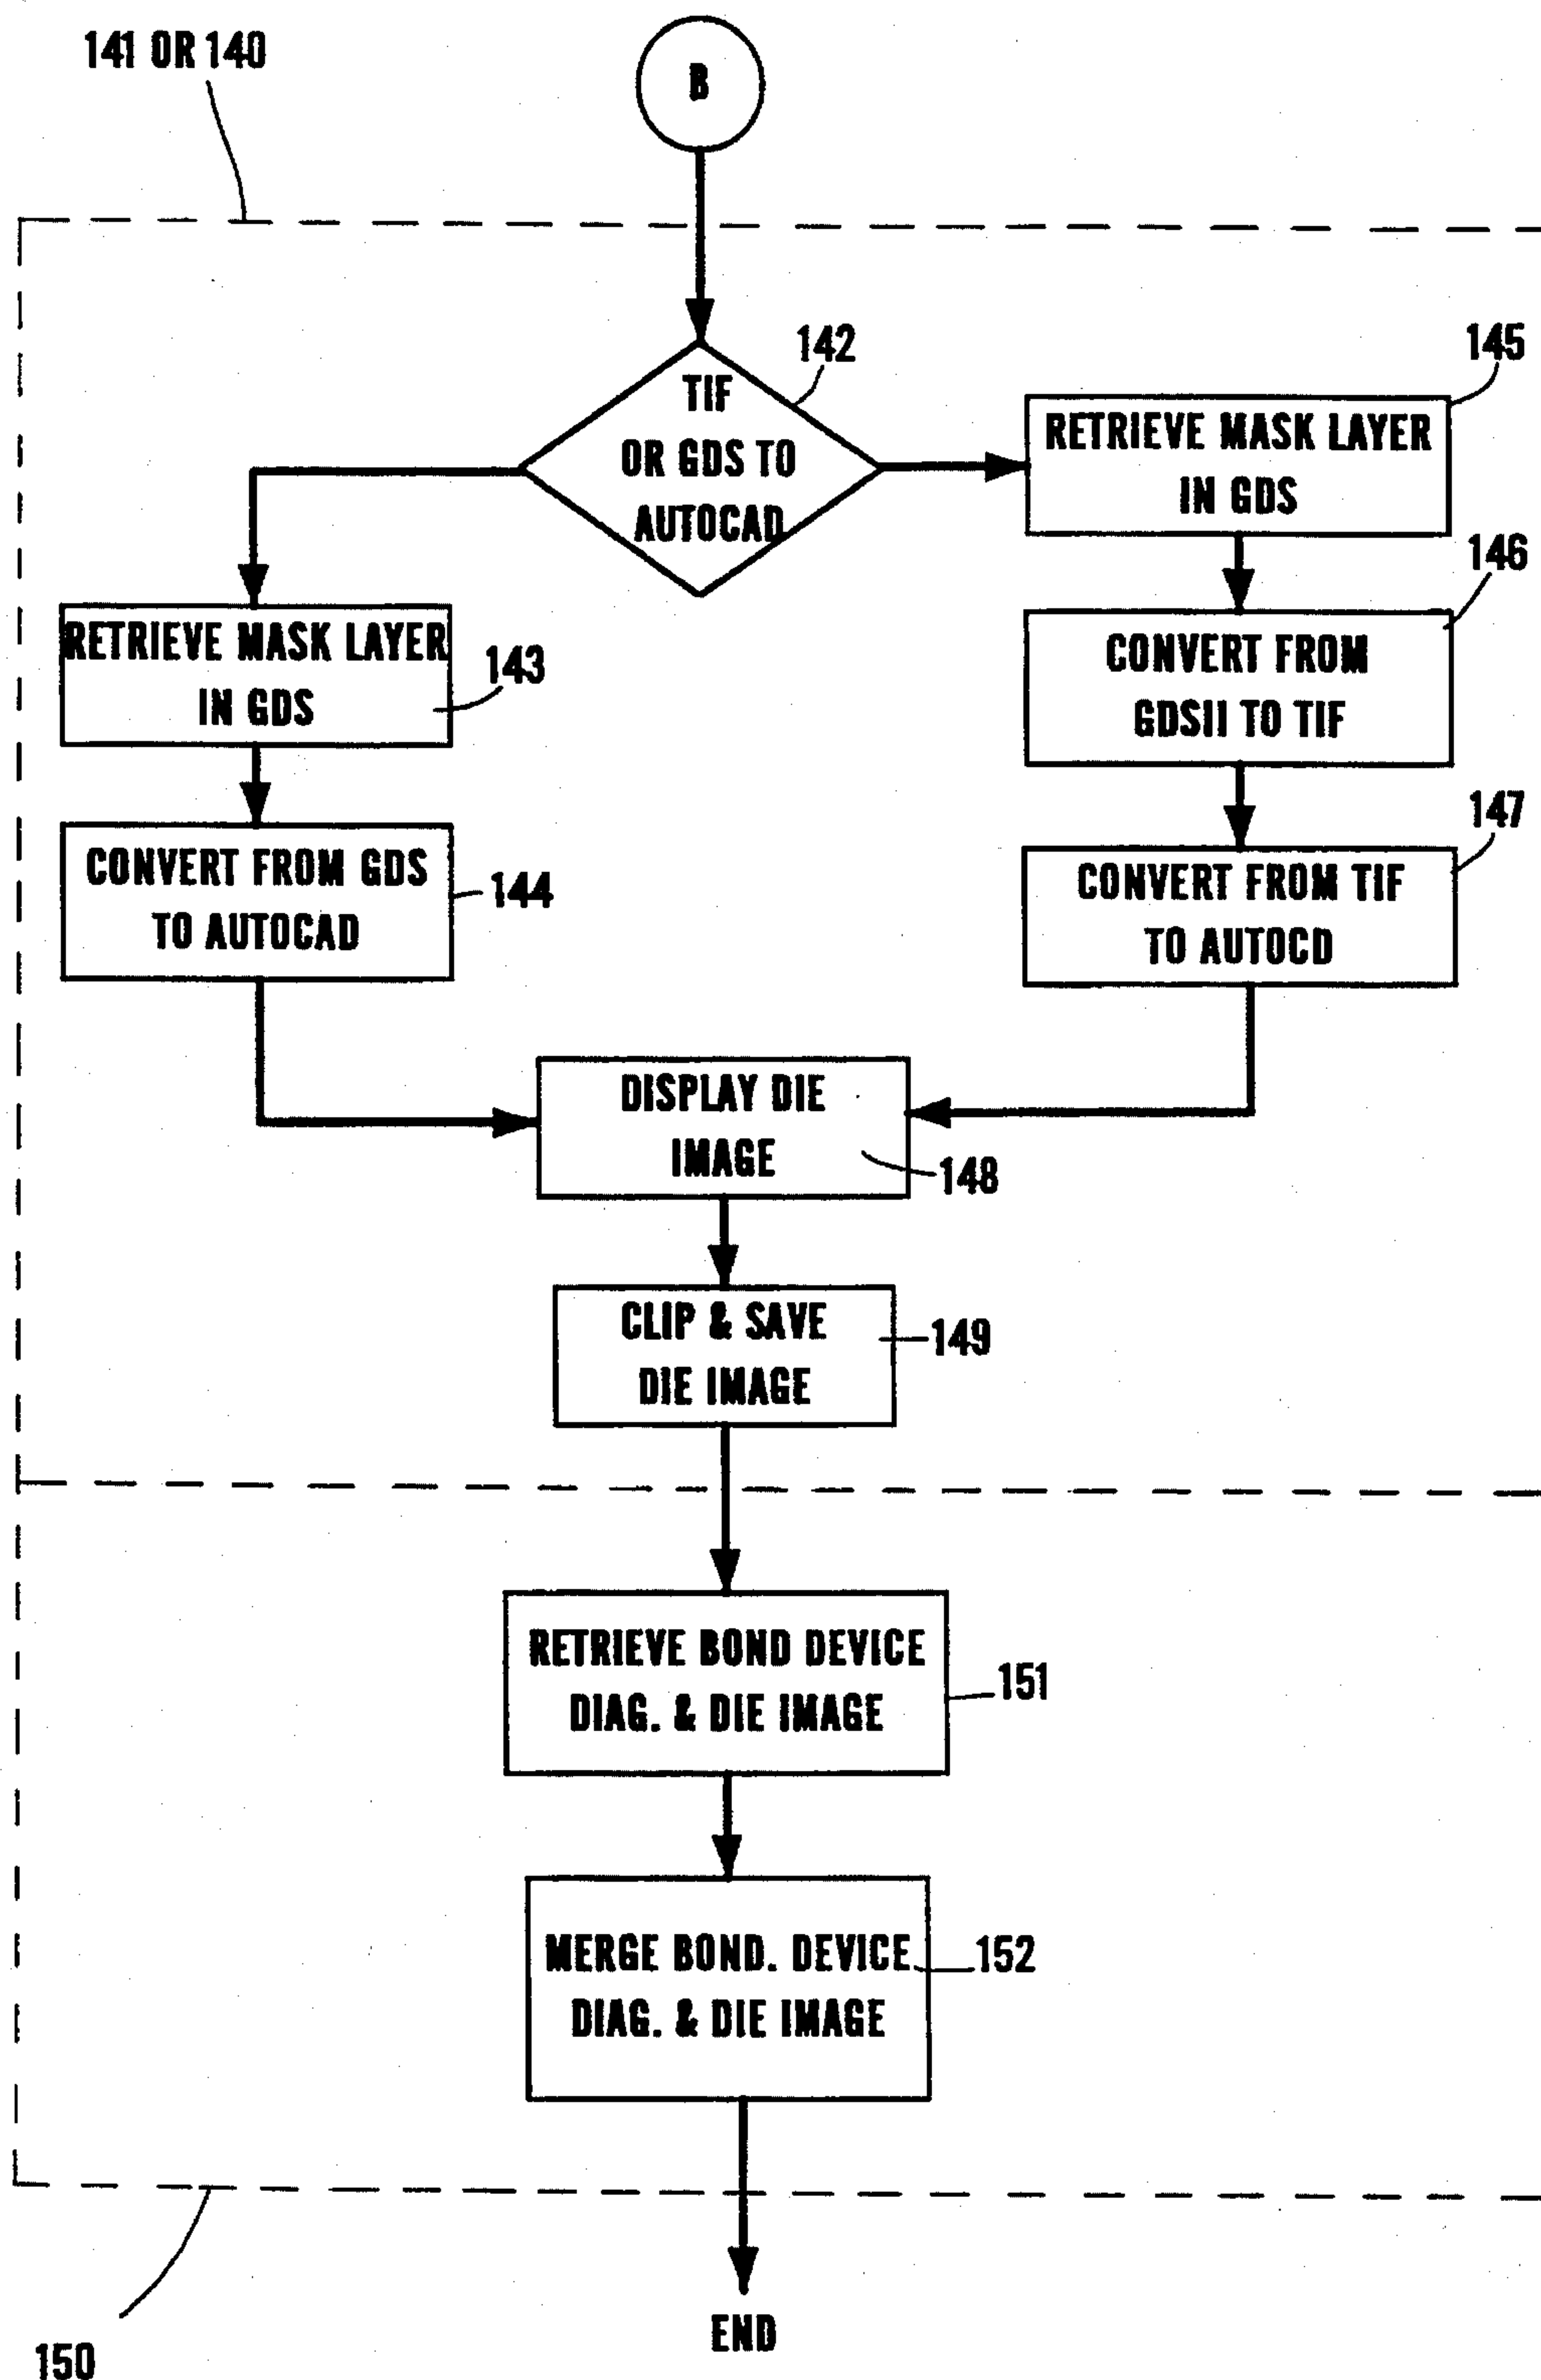 141 OR 140
B
142
TIF
OR GDS TO
AUTOCAD
145
RETRIEVE MASK LAYER
IN GDS
146
CONVERT FROM
GDSII TO TIF
147
CONVERT FROM TIF
TO AUTOCD
RETRIEVE MASK LAYER
IN GDS
143
CONVERT FROM GDS
TO AUTOCAD
144
DISPLAY DIE
IMAGE
148
CLIP & SAVE
DIE IMAGE
149
RETRIEVE BOND DEVICE
DIAG. & DIE IMAGE
151
MERGE BOND. DEVICE
DIAG. & DIE IMAGE
152
END
150